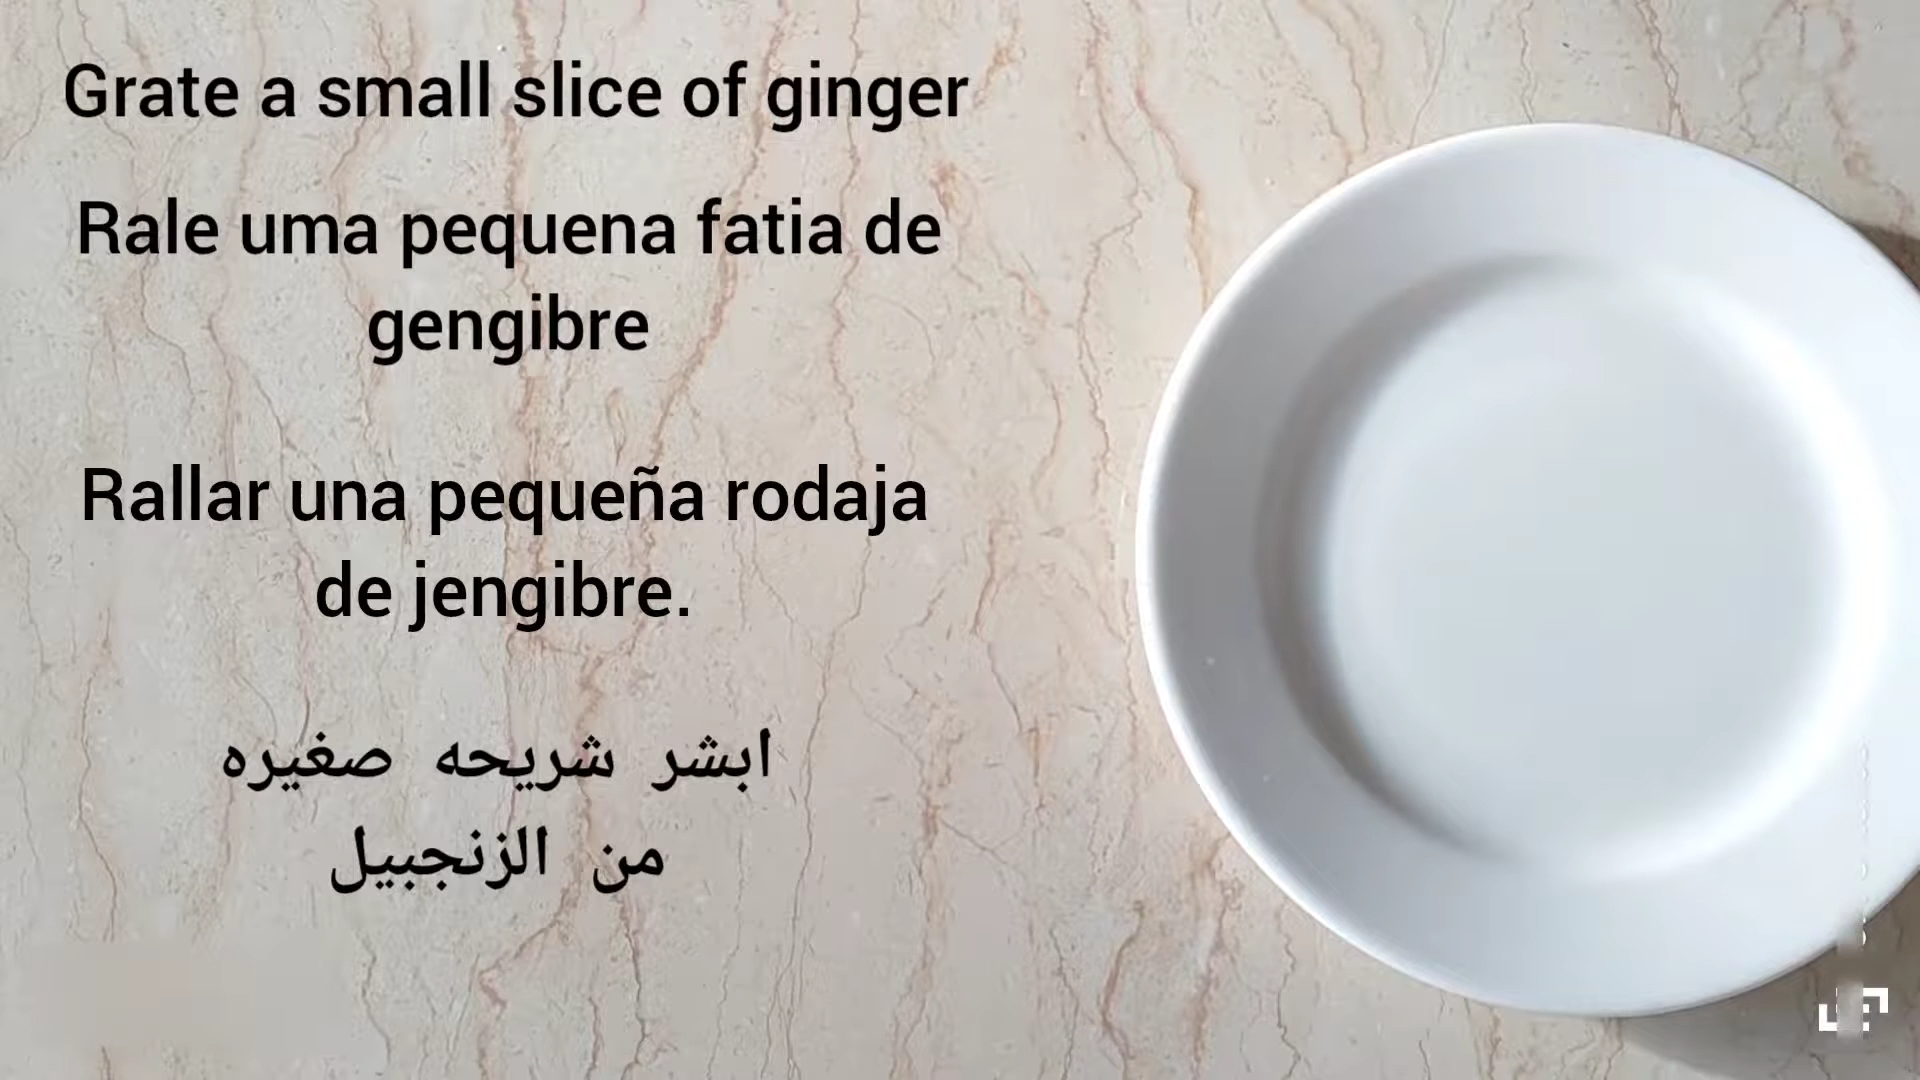 Grate a small slice of ginger
Rale uma pequena fatia de
gengibre
Rallar una pequeña rodaja
de jengibre.
ابشر شريحه صغيره
من الزنجبيل